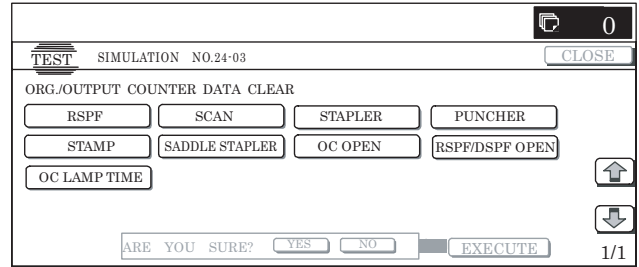 0
TEST SIMULATION NO.24-03 CLOSE
ORG./OUTPUT COUNTER DATA CLEAR
RSPF SCAN STAPLER PUNCHER
STAMP SADDLE STAPLER OC OPEN RSPF/DSPF OPEN
OC LAMP TIME
ARE YOU SURE? YES NO EXECUTE 1/1